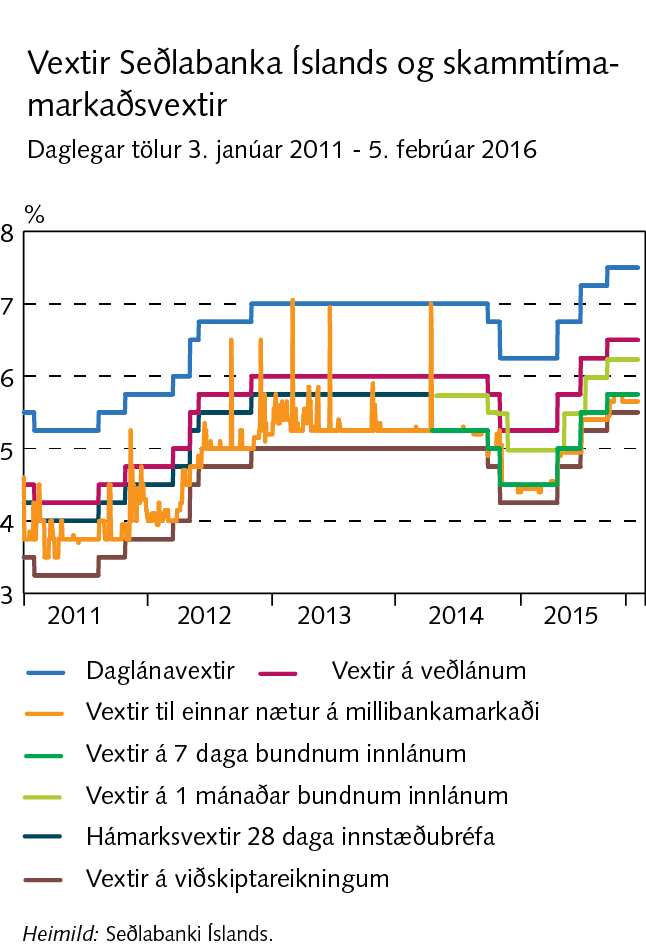 Vextir Seðlabanka Íslands og skammtíma-
markaðsvextir
Daglegar tölur 3. janúar 2011 - 5. febrúar 2016
%
8
7
6
5
4
3
2011 2012 2013 2014 2015
Daglánavextir Vextir á veðlánum
Vextir til einnar nætur á millibankamarkaði
Vextir á 7 daga bundnum innlánum
Vextir á 1 mánaðar bundnum innlánum
Hámarksvextir 28 daga innstæðubréfa
Vextir á viðskiptareikningum
Heimild: Seðlabanki Íslands.